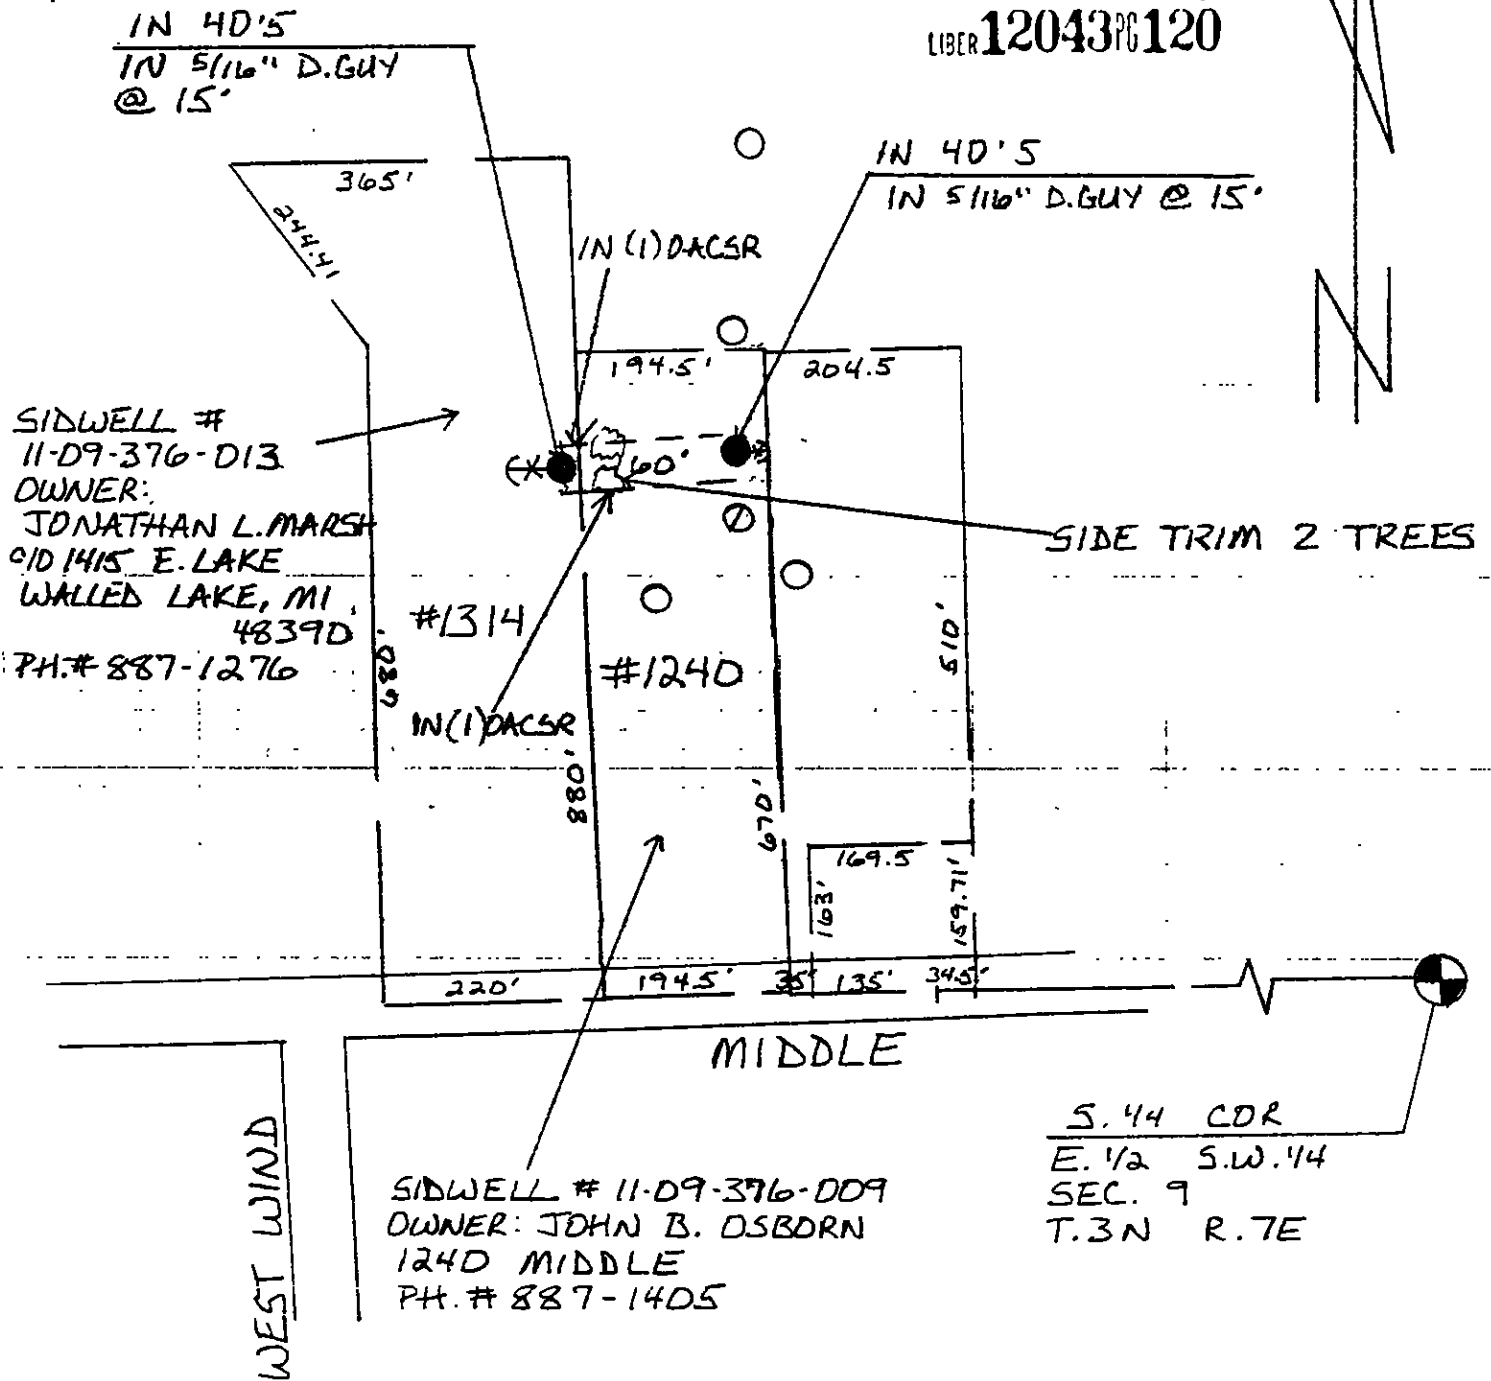 LIBER 12043 PG 120
IN 40'5
IN 5/16" D.GUY
@ 15'
IN 40'5
IN 5/16" D.GUY @ 15'
365'
244.41
IN (1) OACSR
194.5'
204.5
N
SIDWELL #
11-09-376-013
OWNER:
JONATHAN L. MARSH
C/O 1415 E. LAKE
WALLED LAKE, MI
48390
PH.# 887-1276
60'
SIDE TRIM 2 TREES
#1314
#1240
IN(1)OACSR
680'
880'
670'
510'
169.5
163'
159.71'
220'
194.5'
35'
135'
34.5'
MIDDLE
WEST WIND
SIDWELL # 11-09-376-009
OWNER: JOHN B. OSBORN
1240 MIDDLE
PH.# 887-1405
S. 1/4 COR
E. 1/2 S.W. 1/4
SEC. 9
T.3N R.7E